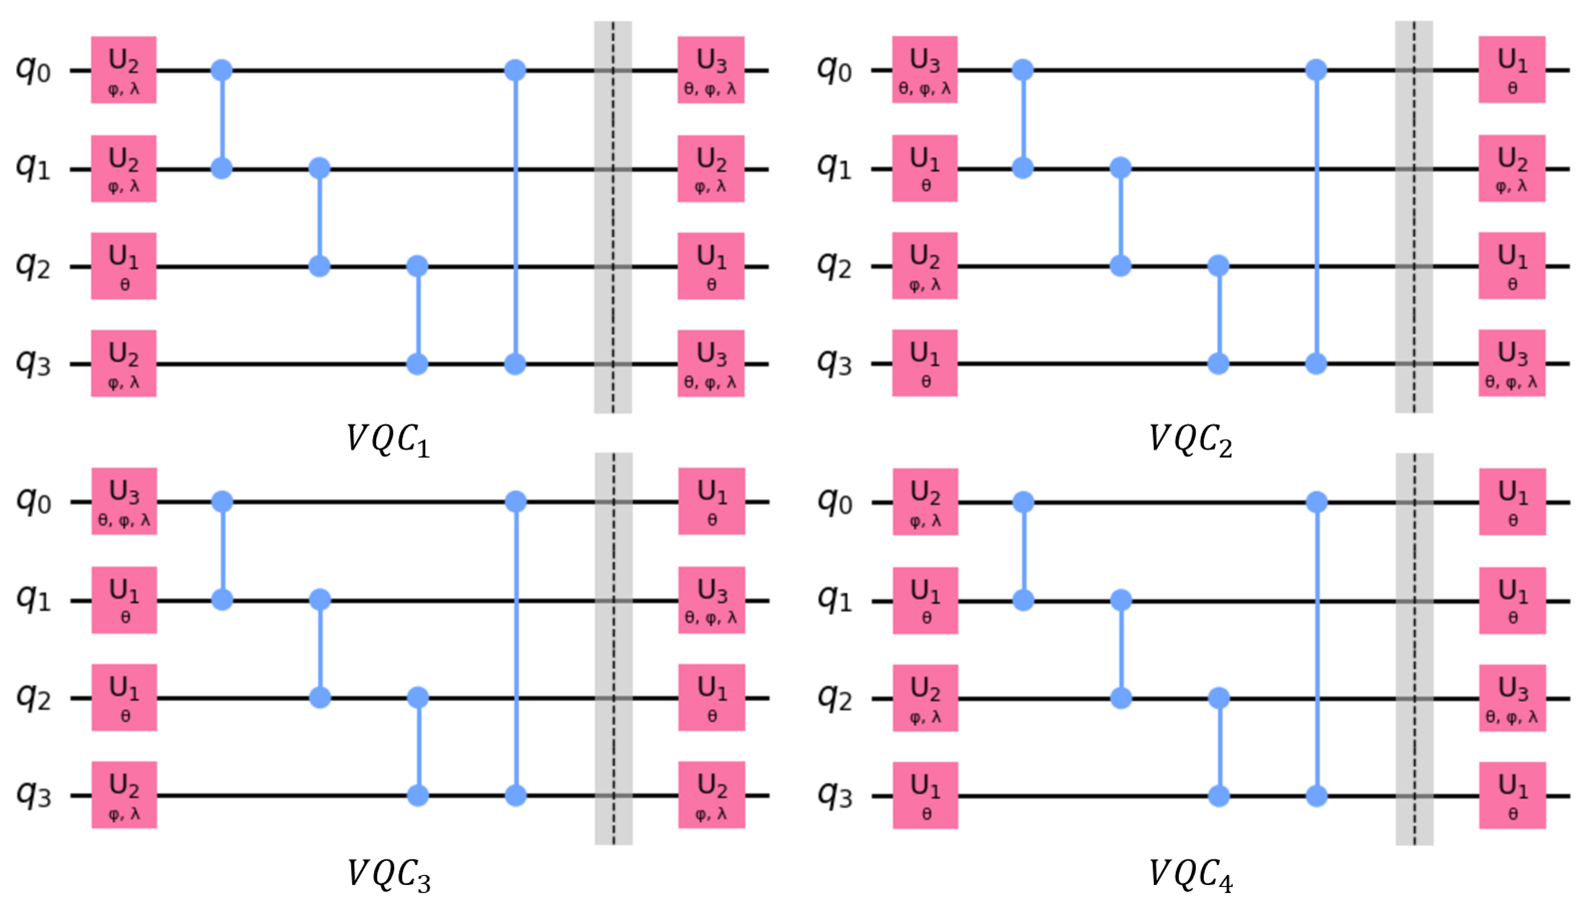 q0 U2 φ, λ U3 θ, φ, λ
q1 U2 φ, λ U2 φ, λ
q2 U1 θ U1 θ
q3 U2 φ, λ U3 θ, φ, λ
VQC1
q0 U3 θ, φ, λ U1 θ
q1 U1 θ U2 φ, λ
q2 U2 φ, λ U1 θ
q3 U1 θ U3 θ, φ, λ
VQC2
q0 U3 θ, φ, λ U1 θ
q1 U1 θ U3 θ, φ, λ
q2 U1 θ U1 θ
q3 U2 φ, λ U2 φ, λ
VQC3
q0 U2 φ, λ U1 θ
q1 U1 θ U1 θ
q2 U2 φ, λ U3 θ, φ, λ
q3 U1 θ U1 θ
VQC4